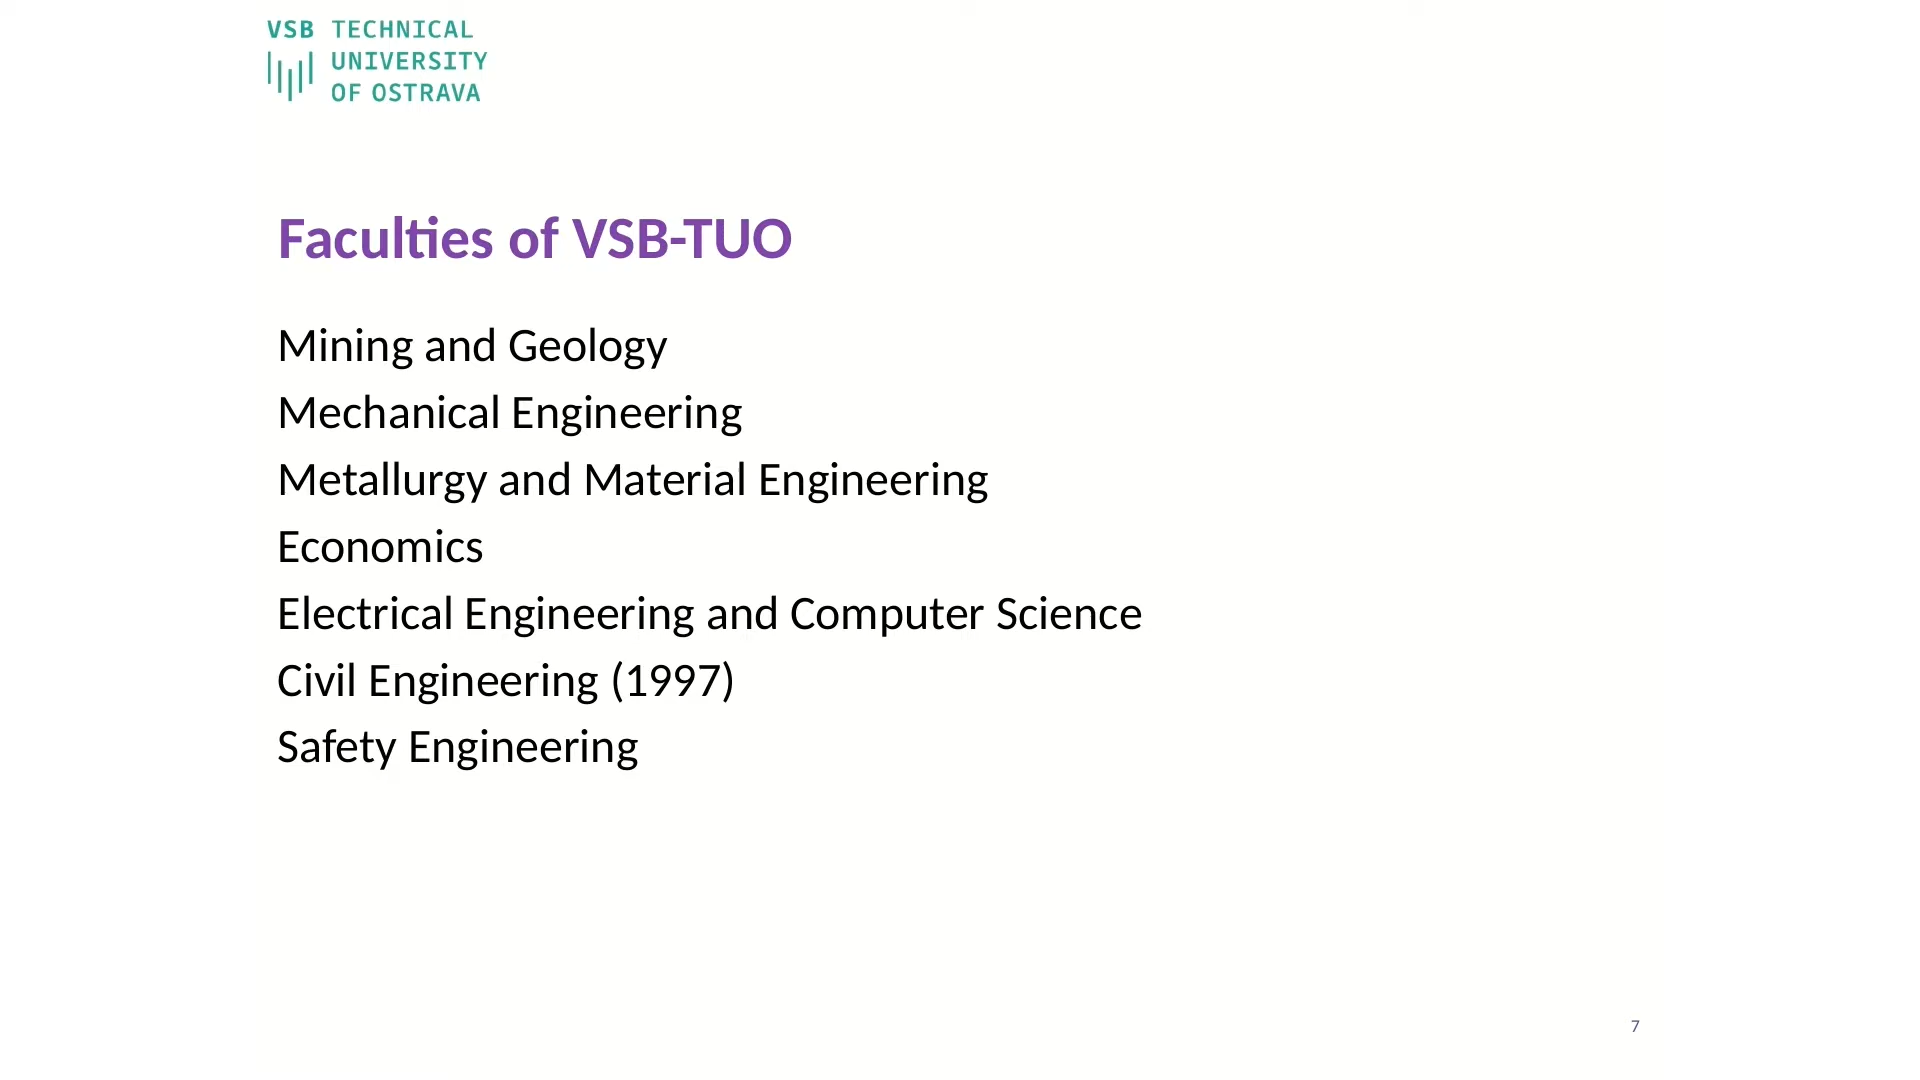 VSB TECHNICAL
UNIVERSITY
OF OSTRAVA
Faculties of VSB-TUO
Mining and Geology
Mechanical Engineering
Metallurgy and Material Engineering
Economics
Electrical Engineering and Computer Science
Civil Engineering (1997)
Safety Engineering
7